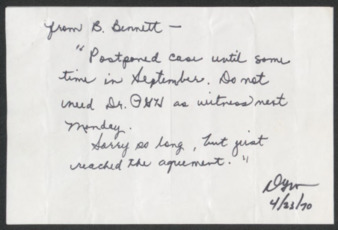 from B. Bennett —
"Postponed case until some
time in September. Do not
need Dr. PGH as witness next
Monday.
Sorry so long, but just
reached the agreement."
4/23/70